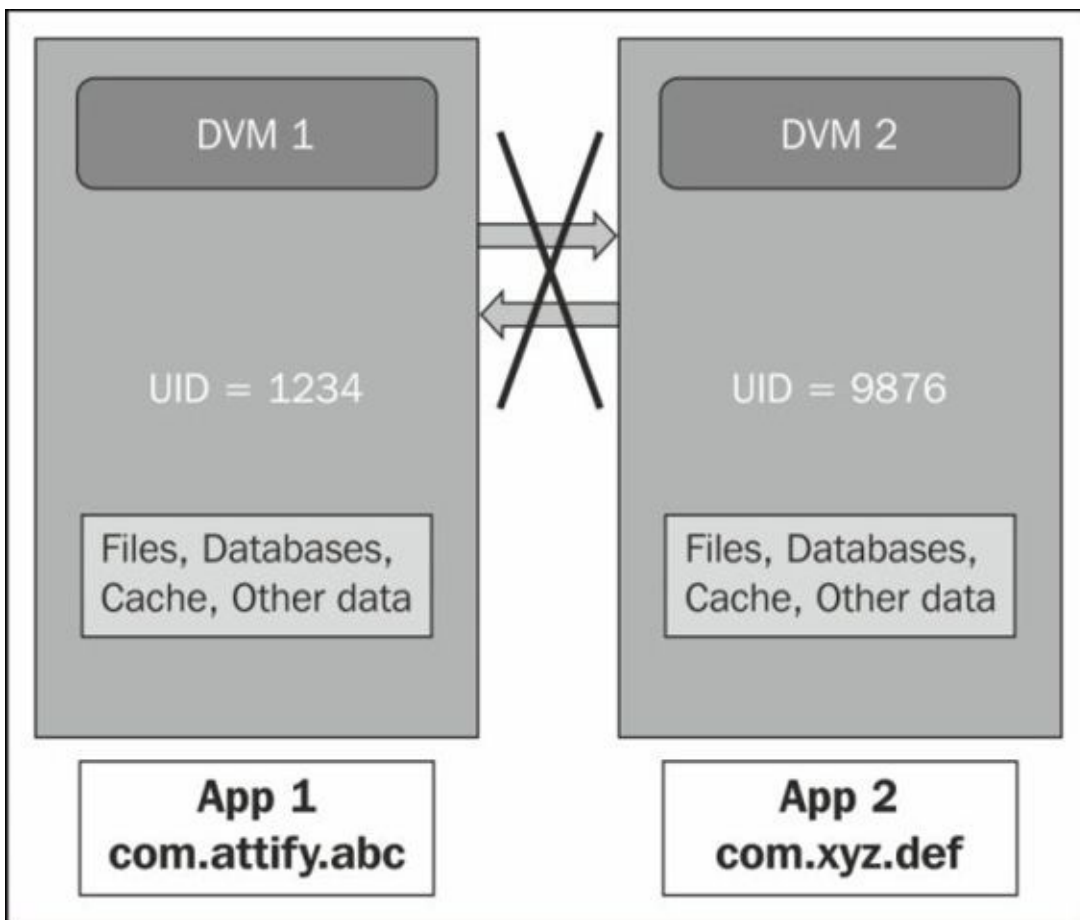 DVM 1
UID = 1234
Files, Databases,
Cache, Other data
App 1
com.attify.abc
DVM 2
UID = 9876
Files, Databases,
Cache, Other data
App 2
com.xyz.def